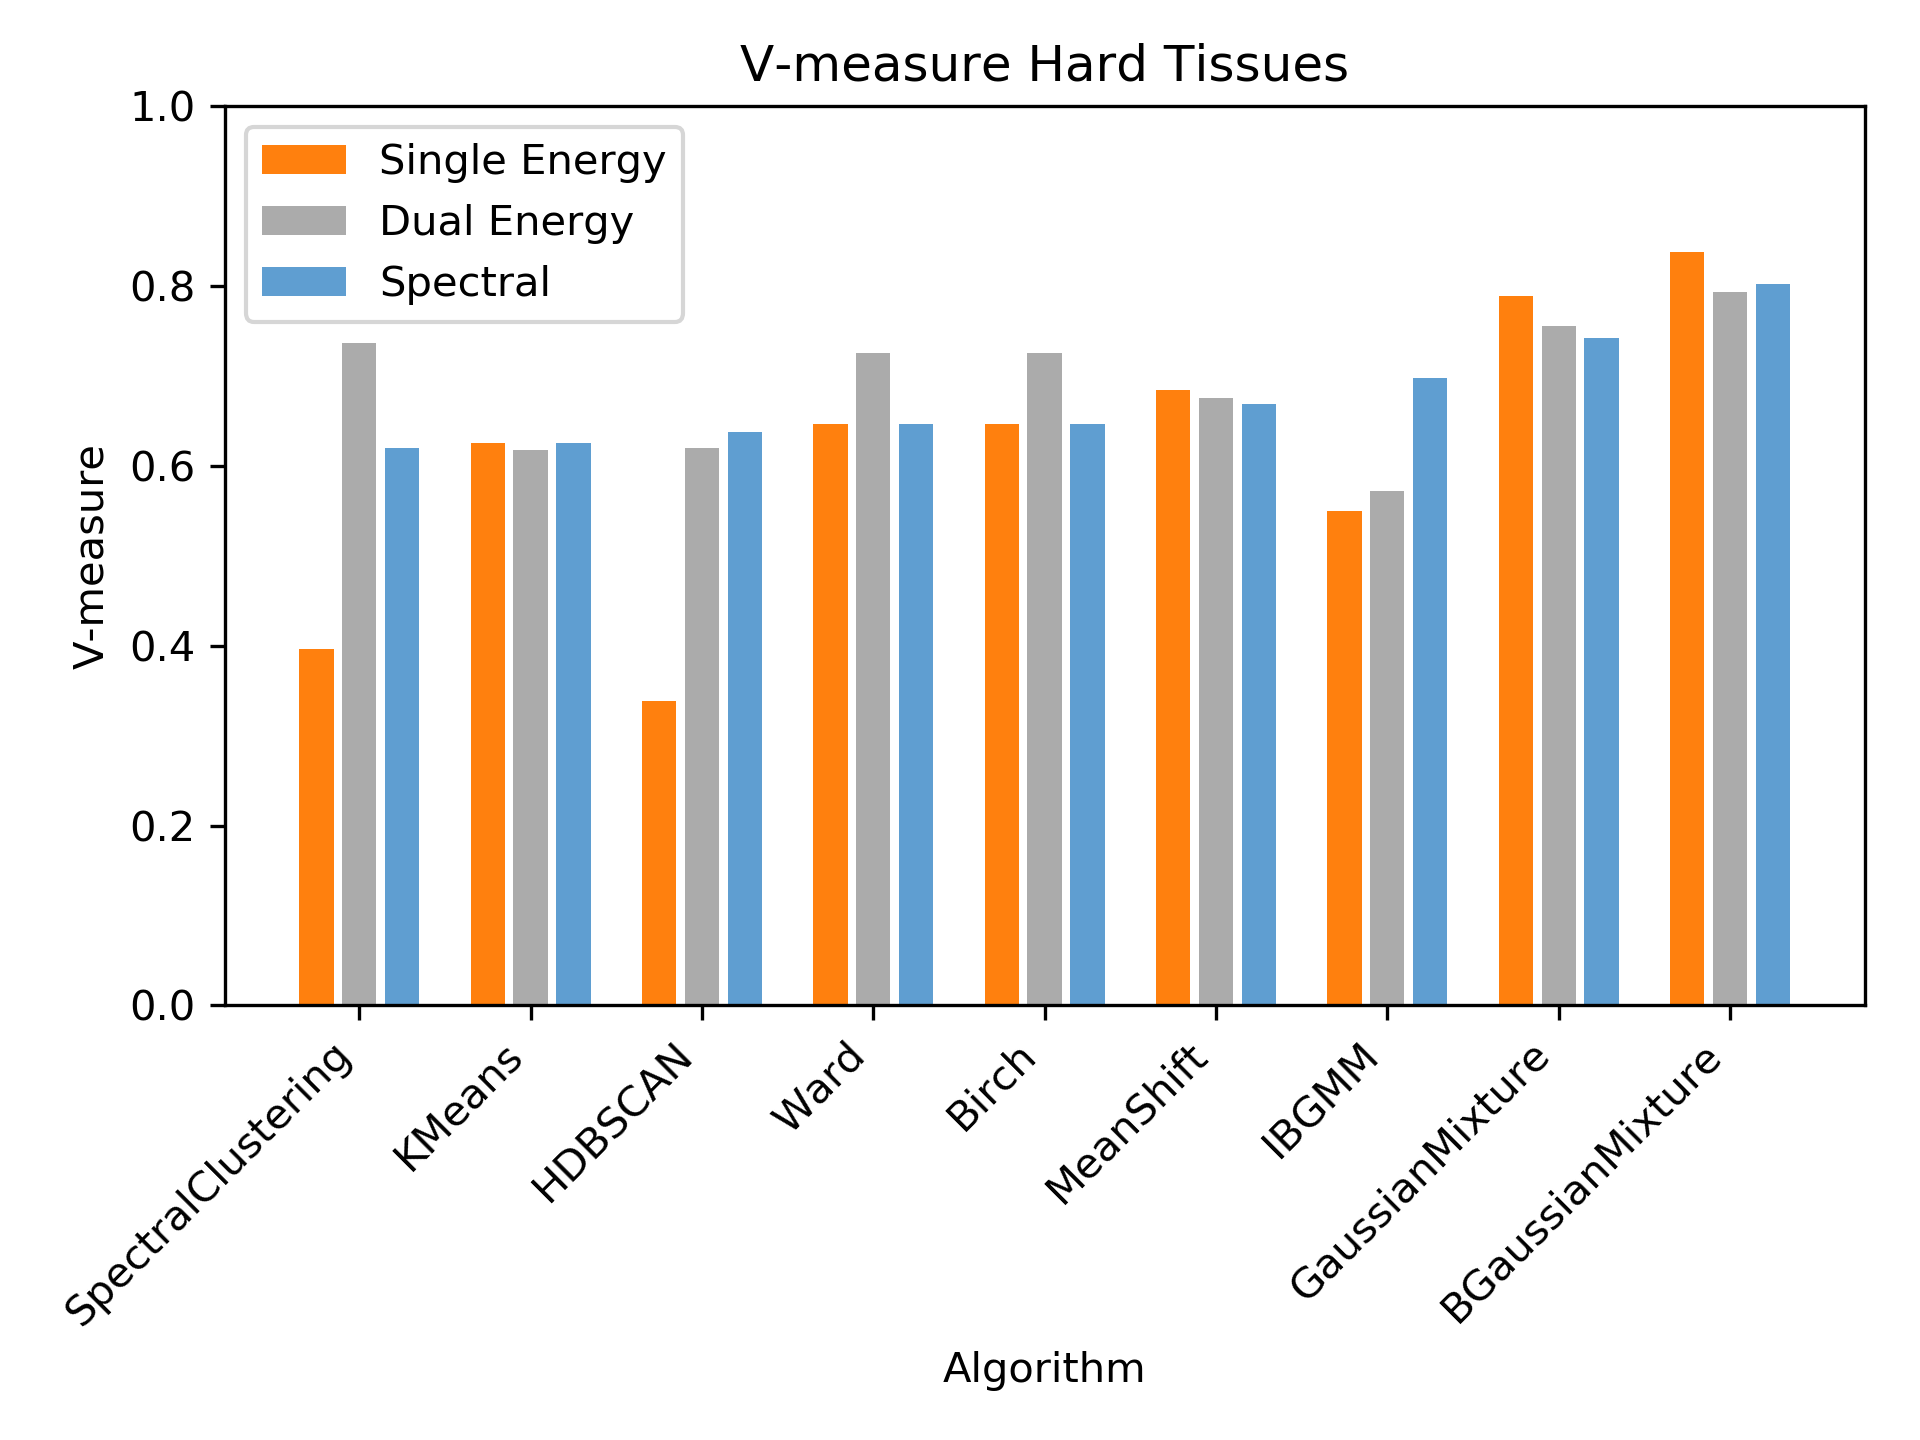 V-measure Hard Tissues
1.0
0.8
0.6
0.4
0.2
0.0
V-measure
Single Energy
Dual Energy
Spectral
SpectralClustering
KMeans
HDBSCAN
Ward
Birch
MeanShift
IBGMM
GaussianMixture
BGaussianMixture
Algorithm